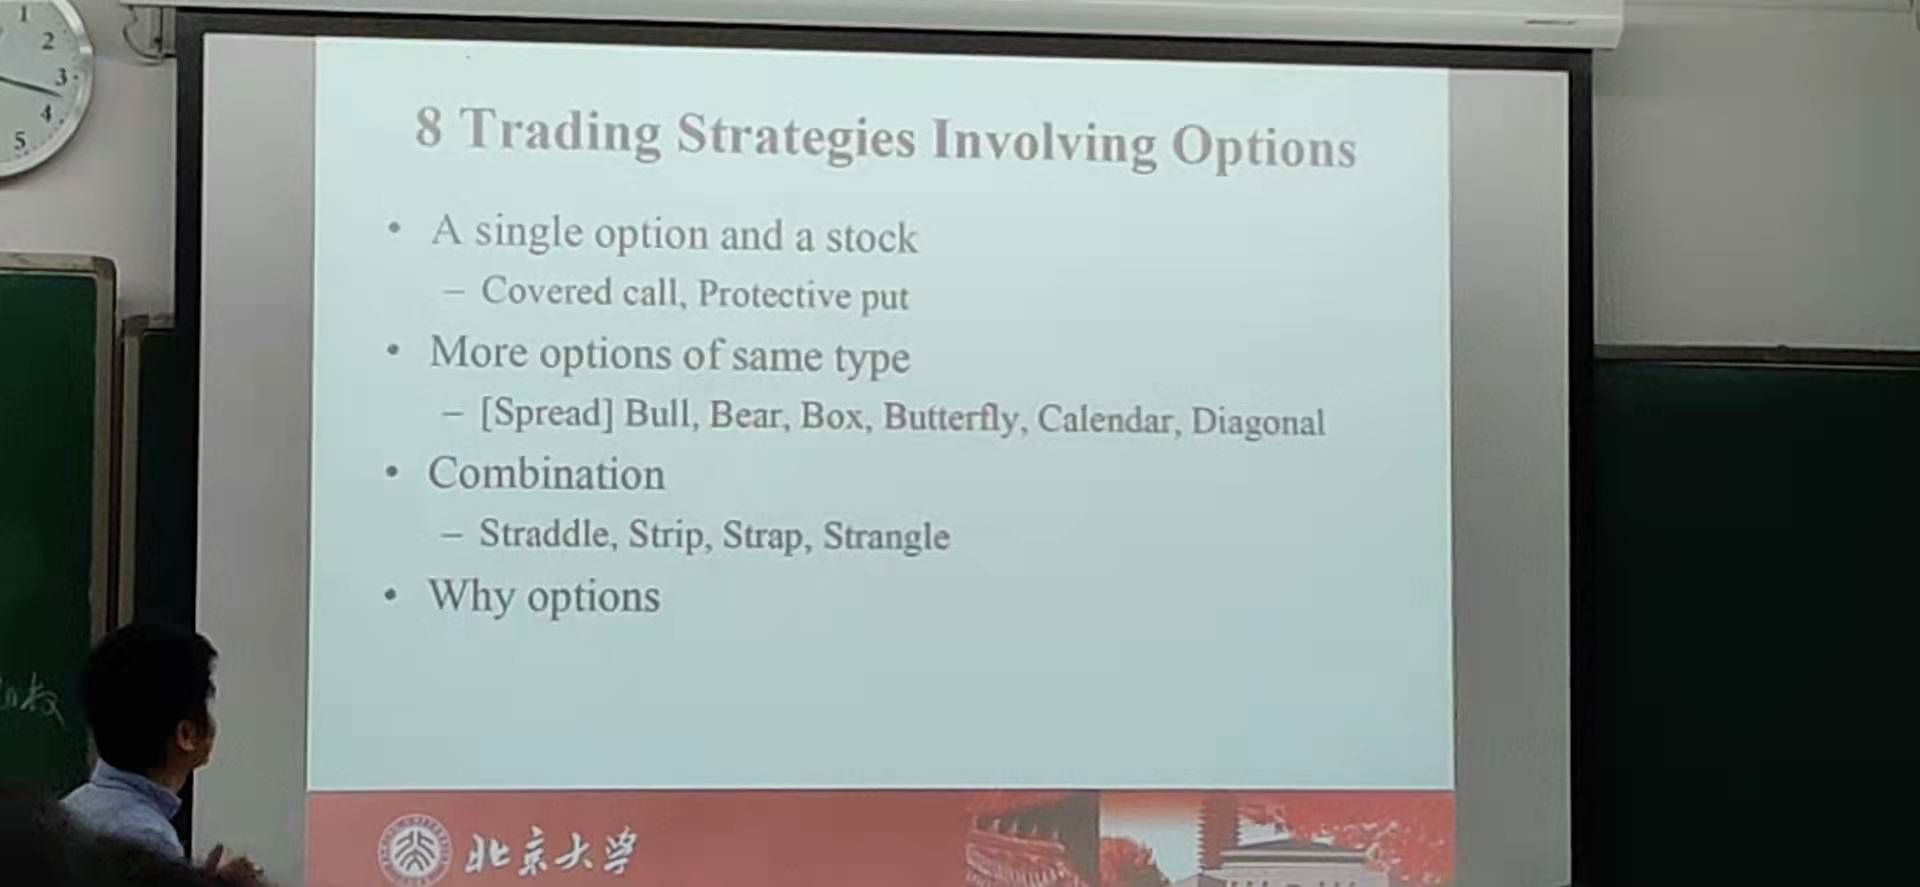 1
2
3
4
5
8 Trading Strategies Involving Options
• A single option and a stock
– Covered call, Protective put
• More options of same type
– [Spread] Bull, Bear, Box, Butterfly, Calendar, Diagonal
• Combination
– Straddle, Strip, Strap, Strangle
• Why options
北京大学